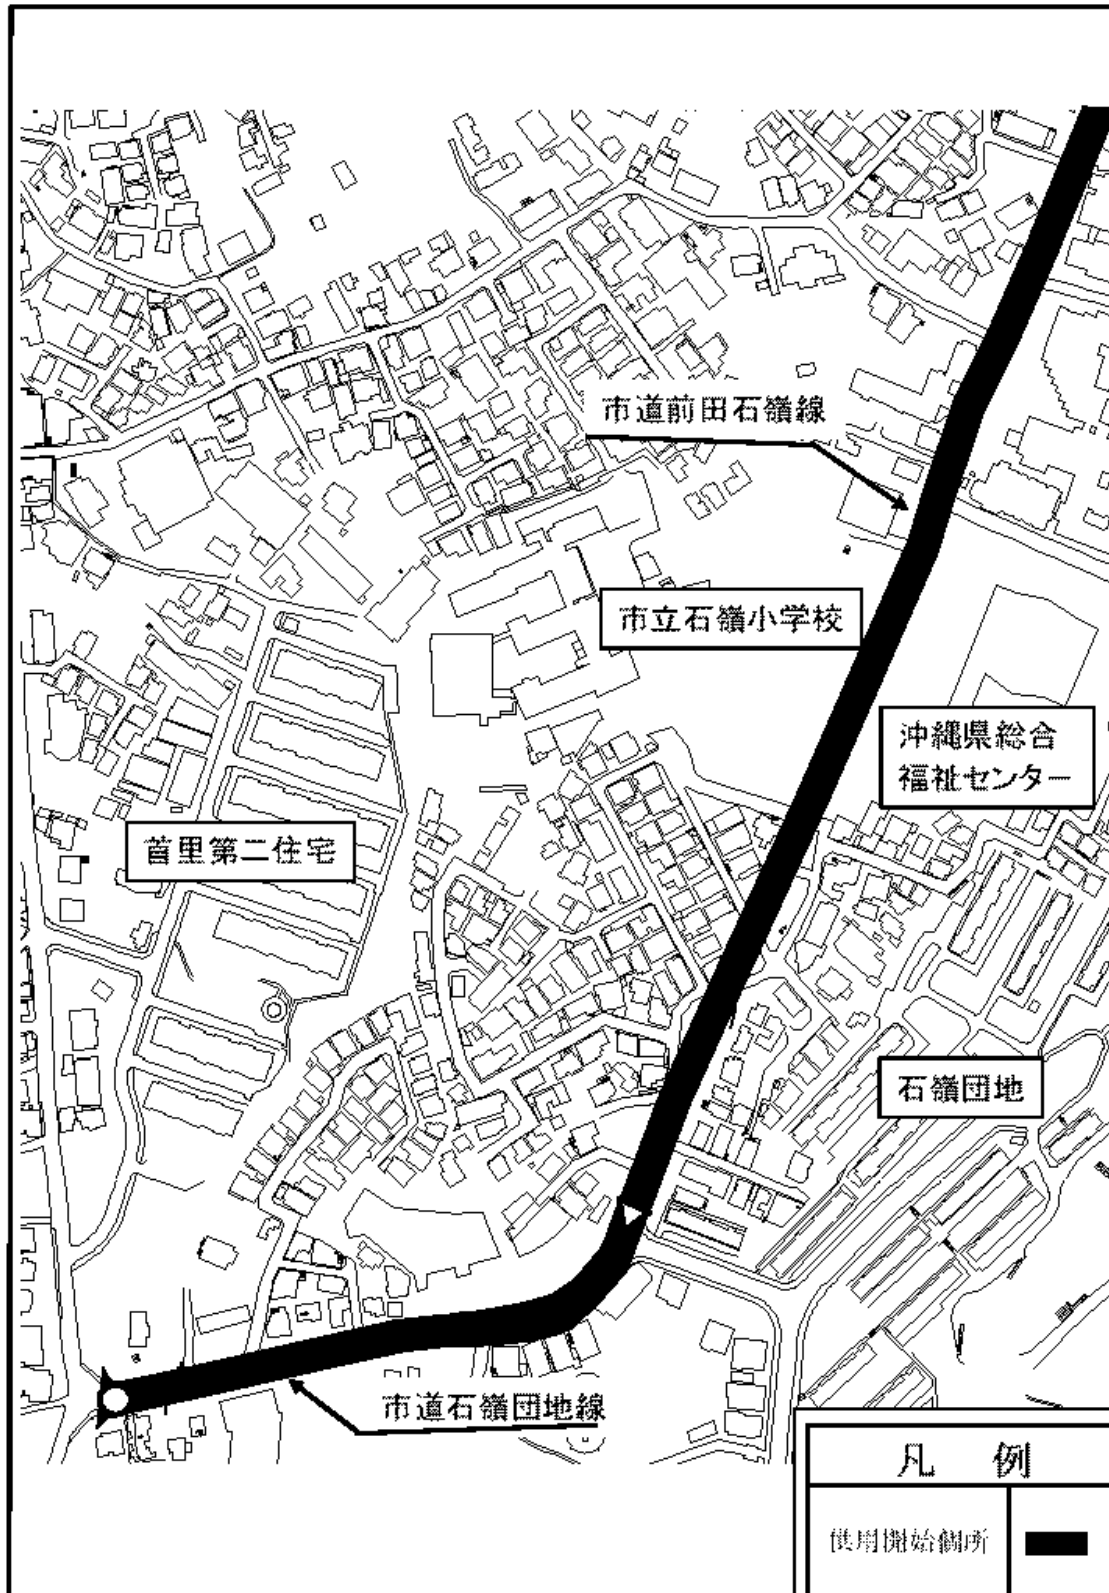 市道前田石嶺線
市立石嶺小学校
沖縄県総合
福祉センター
首里第二住宅
石嶺団地
市道石嶺団地線
凡 例
供用開始個所